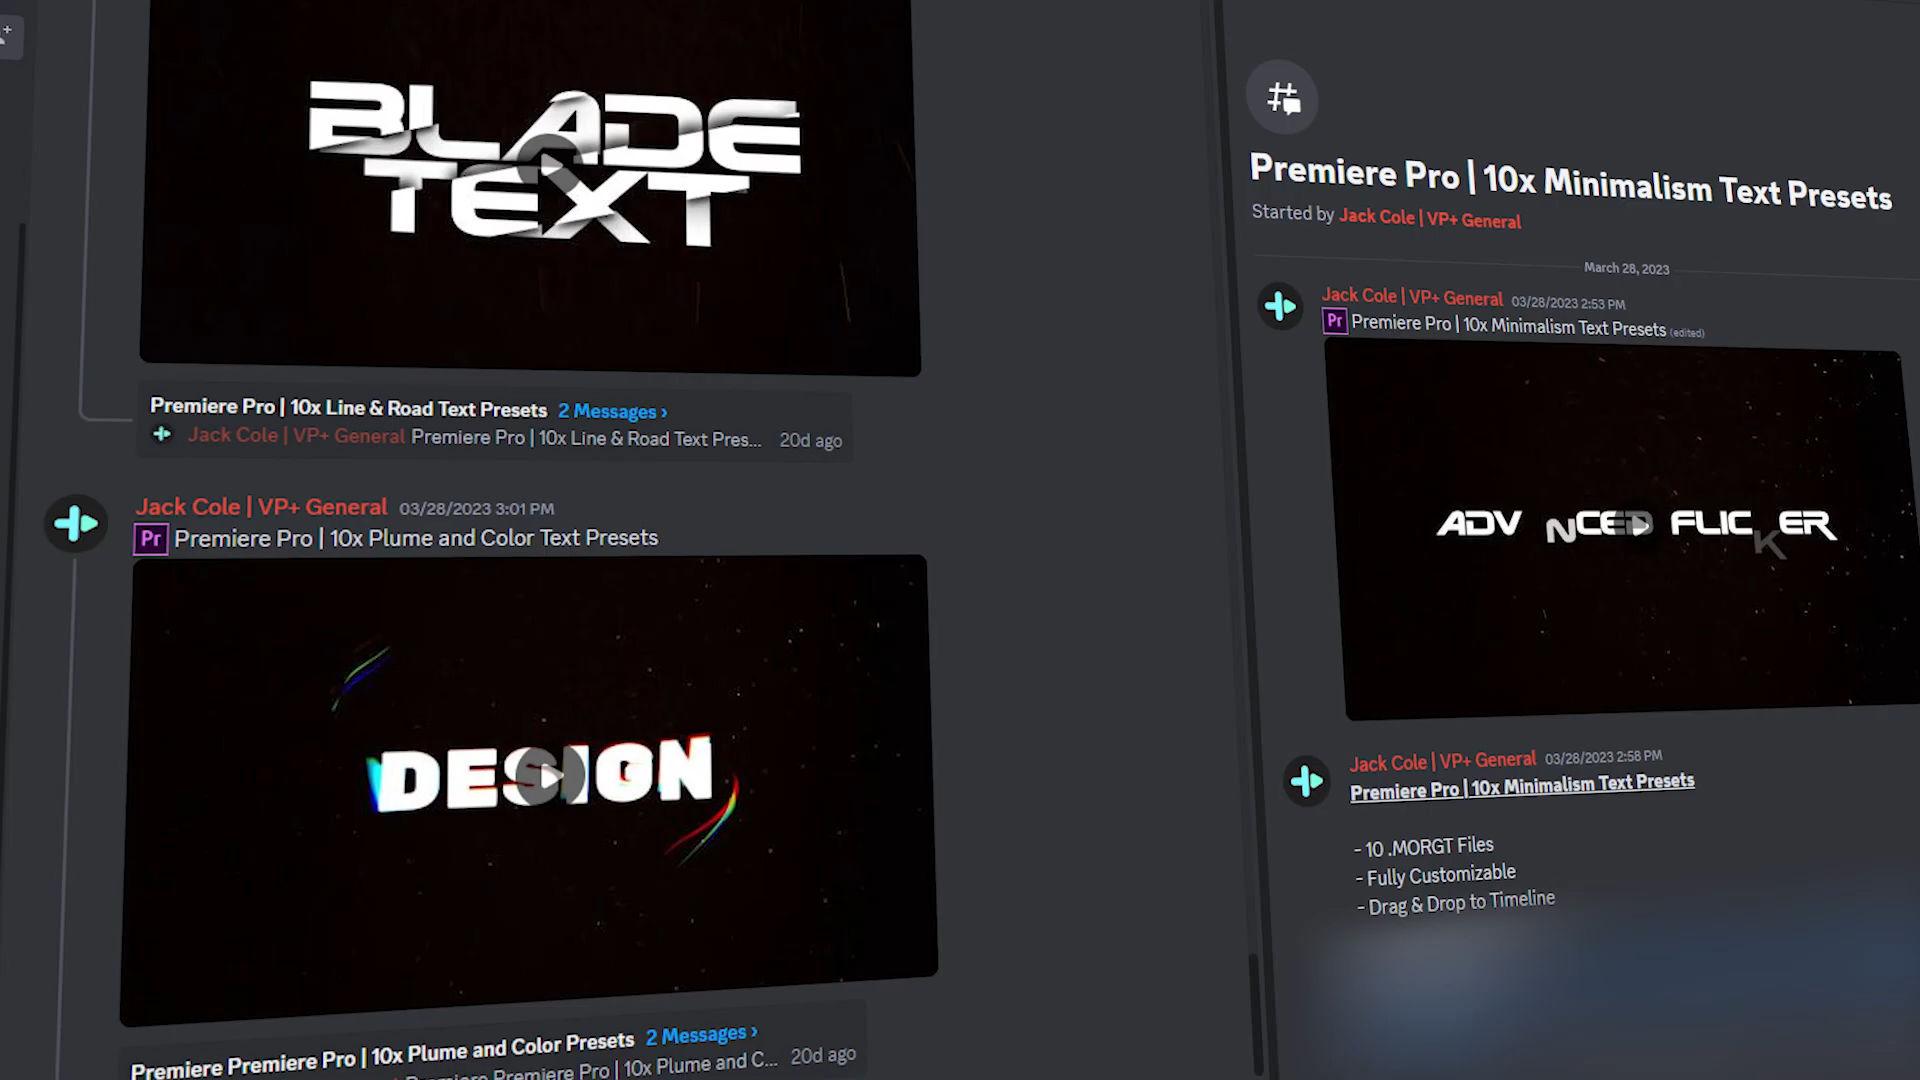 BLADE
TEXT
Premiere Pro | 10x Line & Road Text Presets 2 Messages ›
Jack Cole | VP+ General Premiere Pro | 10x Line & Road Text Pres... 20d ago
Jack Cole | VP+ General 03/28/2023 3:01 PM
Pr Premiere Pro | 10x Plume and Color Text Presets
DESIGN
Premiere Premiere Pro | 10x Plume and Color Presets 2 Messages ›
Premiere Premiere Pro | 10x Plume and C... 20d ago
Premiere Pro | 10x Minimalism Text Presets
Started by Jack Cole | VP+ General
March 28, 2023
Jack Cole | VP+ General 03/28/2023 2:53 PM
Pr Premiere Pro | 10x Minimalism Text Presets (edited)
ADV NCED FLICKER
Jack Cole | VP+ General 03/28/2023 2:58 PM
Premiere Pro | 10x Minimalism Text Presets
- 10 .MORGT Files
- Fully Customizable
- Drag & Drop to Timeline